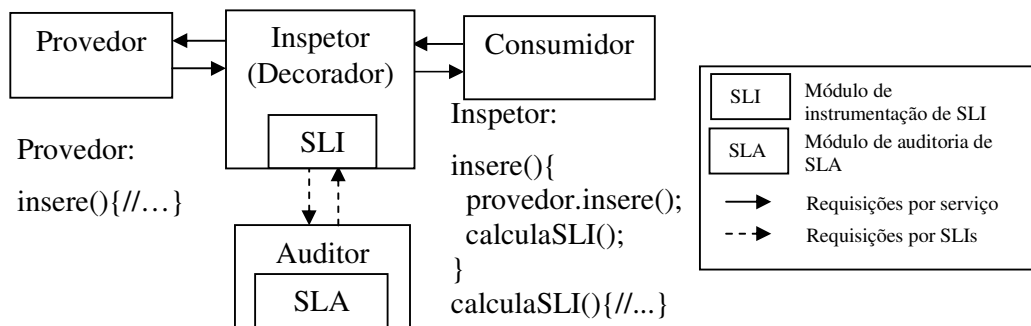 Provedor
Inspetor
(Decorador)
SLI
Consumidor
Provedor:
insere(){//…}
Auditor
SLA
Inspetor:
insere(){
provedor.insere();
calculaSLI();
}
calculaSLI(){//...}
SLI
Módulo de
instrumentação de SLI
SLA
Módulo de auditoria de
SLA
Requisições por serviço
Requisições por SLIs